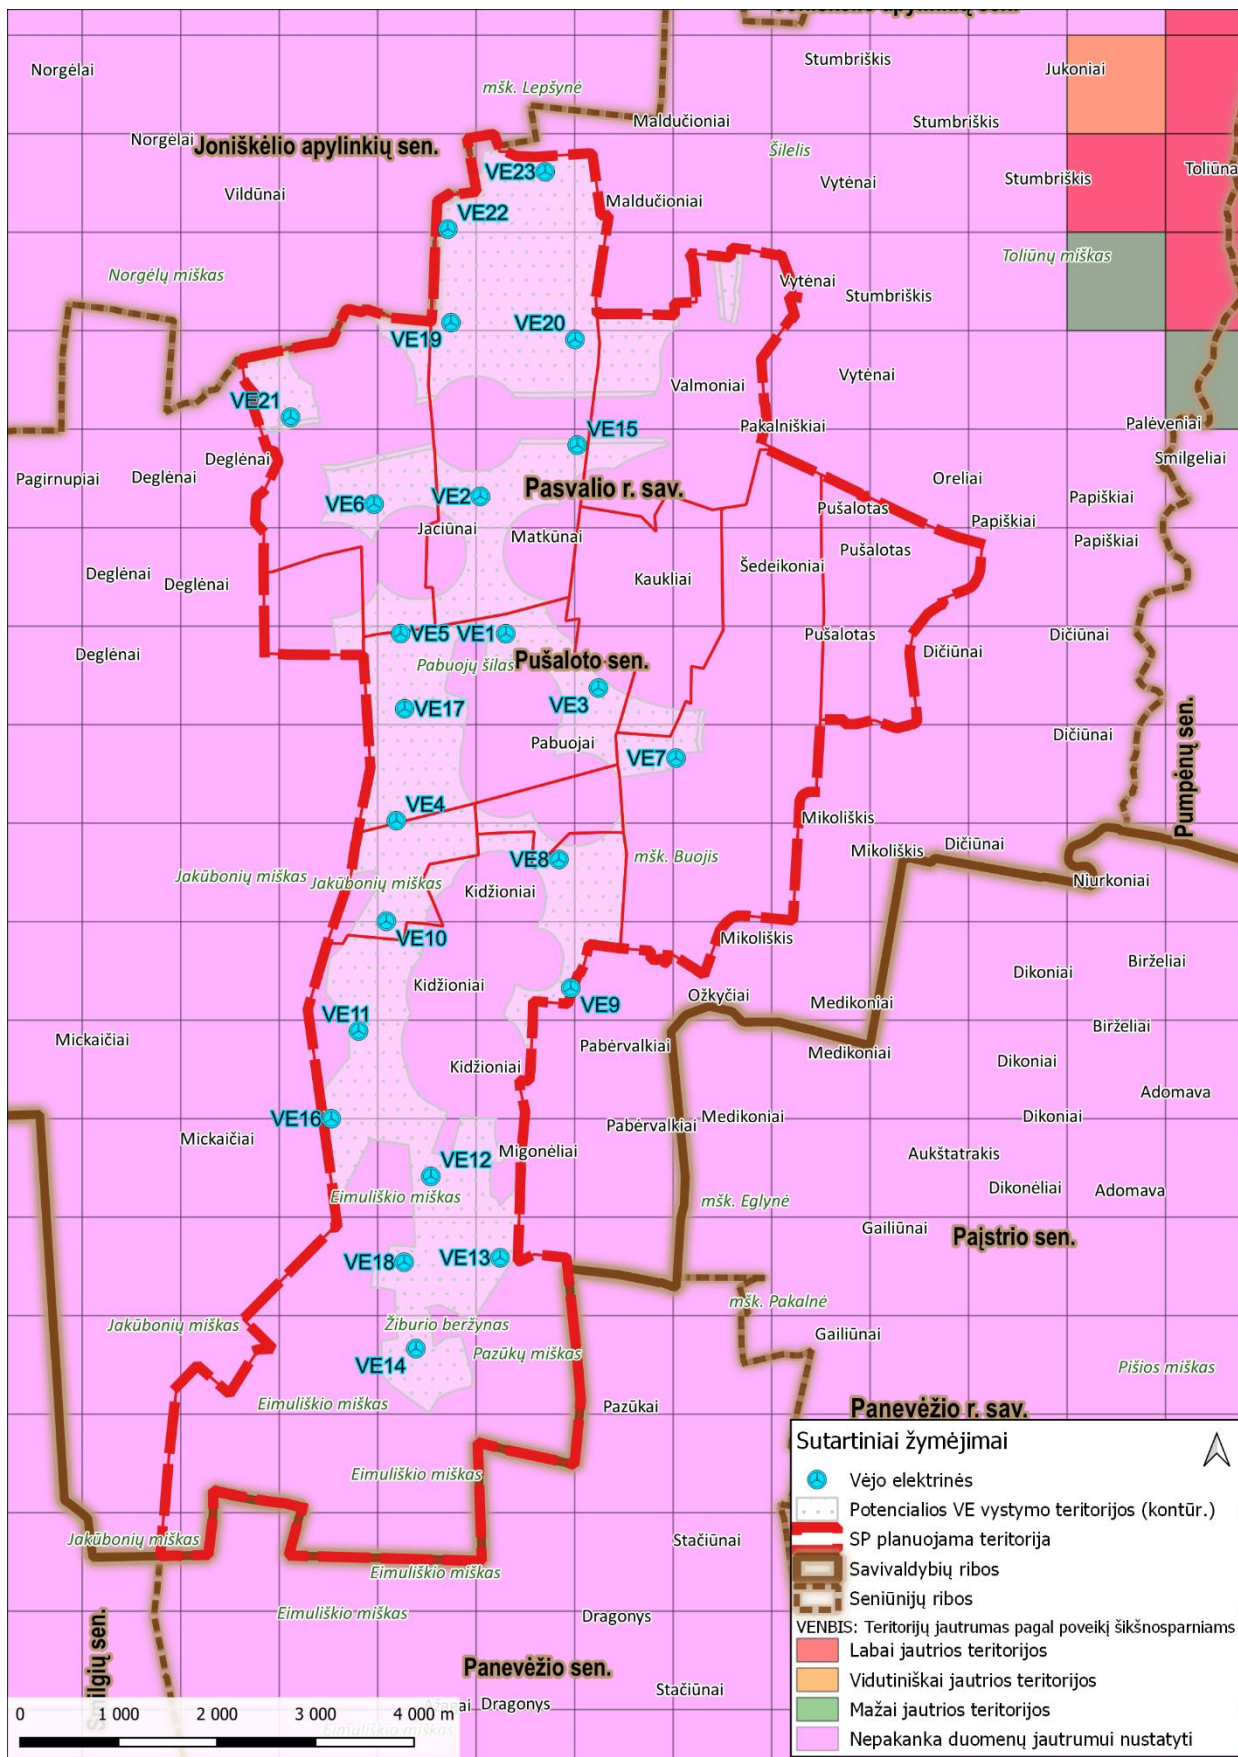 Norgėlai
Stumbriškis
Jukoniai
mšk. Lepšynė
Maldučioniai
Stumbriškis
Norgėlai
Joniškėlio apylinkių sen.
Šilelis
VE23
Vytėnai
Stumbriškis
Toliūna
Vildūnai
Maldučioniai
VE22
Norgėlų miškas
Toliūnų miškas
Vytėnai
Stumbriškis
VE19
VE20
Valmoniai
Vytėnai
VE21
VE15
Pakalniškiai
Palėveniai
Deglėnai
Smilgeliai
Pagirnupiai
Deglėnai
Oreliai
Pasvalio r. sav.
VE6
VE2
Papiškiai
Pušalotas
Papiškiai
Jaciūnai
Matkūnai
Papiškiai
Pušalotas
Šedeikoniai
Deglėnai
Deglėnai
Kaukliai
VE5
VE1
Pušalotas
Dičiūnai
Deglėnai
Dičiūnai
Pabuojų šilas
Pušaloto sen.
VE17
VE3
Dičiūnai
Pabuojai
VE7
Pumpėnų sen.
VE4
Mikoliškis
Dičiūnai
Mikoliškis
VE8
mšk. Buojis
Jakūbonių miškas
Jakūbonių miškas
Kidžioniai
Niurkoniai
VE10
Mikoliškis
Birželiai
Dikoniai
Kidžioniai
Ožkyčiai
VE9
Medikoniai
VE11
Birželiai
Mickaičiai
Pabėrvalkiai
Medikoniai
Dikoniai
Kidžioniai
Adomava
VE16
Medikoniai
Dikoniai
Pabėrvalkiai
Mickaičiai
Migonėliai
Aukštatrakis
VE12
Dikonėliai
Adomava
Eimuliškio miškas
mšk. Eglynė
Gailiūnai
Paįstrio sen.
VE18
VE13
mšk. Pakalnė
Jakūbonių miškas
Žiburio beržynas
Gailiūnai
Pazūkų miškas
VE14
Pišios miškas
Eimuliškio miškas
Pazūkai
Panevėžio r. sav.
Eimuliškio miškas
Jakūbonių miškas
Stačiūnai
Eimuliškio miškas
Eimuliškio miškas
Dragonys
Smilgių sen.
Panevėžio sen.
Stačiūnai
Dragonys
Eimuliškio miškas
0 1 000 2 000 3 000 4 000 m
Sutartiniai žymėjimai
Vėjo elektrinės
Potencialios VE vystymo teritorijos (kontūr.)
SP planuojama teritorija
Savivaldybių ribos
Seniūnijų ribos
VENBIS: Teritorijų jautrumas pagal poveikį šikšnosparniams
Labai jautrios teritorijos
Vidutiniškai jautrios teritorijos
Mažai jautrios teritorijos
Nepakanka duomenų jautrumui nustatyti